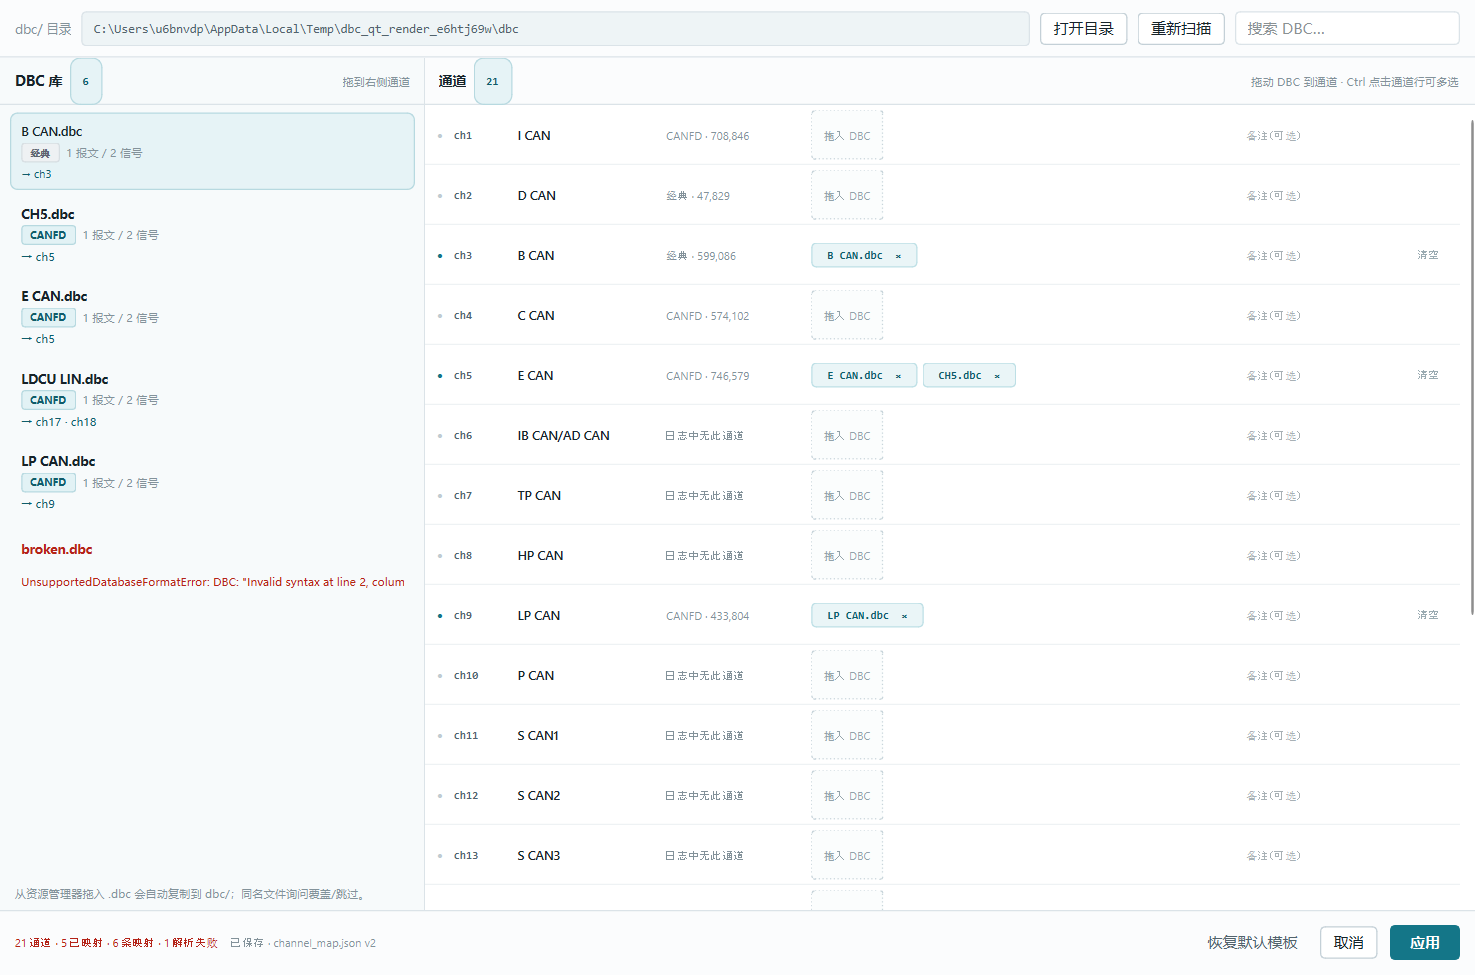 dbc/ 目录
C:\Users\u6bnvdp\AppData\Local\Temp\dbc_qt_render_e6htj69w\dbc
打开目录
重新扫描
搜索 DBC...
DBC 库
6
拖到右侧通道
通道
21
拖动 DBC 到通道 · Ctrl 点击通道行可多选
B CAN.dbc
经典 1 报文 / 2 信号
→ ch3
CH5.dbc
CANFD 1 报文 / 2 信号
→ ch5
E CAN.dbc
CANFD 1 报文 / 2 信号
→ ch5
LDCU LIN.dbc
CANFD 1 报文 / 2 信号
→ ch17 · ch18
LP CAN.dbc
CANFD 1 报文 / 2 信号
→ ch9
broken.dbc
UnsupportedDatabaseFormatError: DBC: "Invalid syntax at line 2, colum
从资源管理器拖入 .dbc 会自动复制到 dbc/；同名文件询问覆盖/跳过。
ch1 I CAN CANFD · 708,846 拖入 DBC 备注(可选)
ch2 D CAN 经典 · 47,829 拖入 DBC 备注(可选)
ch3 B CAN 经典 · 599,086 B CAN.dbc × 备注(可选) 清空
ch4 C CAN CANFD · 574,102 拖入 DBC 备注(可选)
ch5 E CAN CANFD · 746,579 E CAN.dbc × CH5.dbc × 备注(可选) 清空
ch6 IB CAN/AD CAN 日志中无此通道 拖入 DBC 备注(可选)
ch7 TP CAN 日志中无此通道 拖入 DBC 备注(可选)
ch8 HP CAN 日志中无此通道 拖入 DBC 备注(可选)
ch9 LP CAN CANFD · 433,804 LP CAN.dbc × 备注(可选) 清空
ch10 P CAN 日志中无此通道 拖入 DBC 备注(可选)
ch11 S CAN1 日志中无此通道 拖入 DBC 备注(可选)
ch12 S CAN2 日志中无此通道 拖入 DBC 备注(可选)
ch13 S CAN3 日志中无此通道 拖入 DBC 备注(可选)
21 通道 · 5 已映射 · 6 条映射 · 1 解析失败 已保存 · channel_map.json v2
恢复默认模板
取消
应用